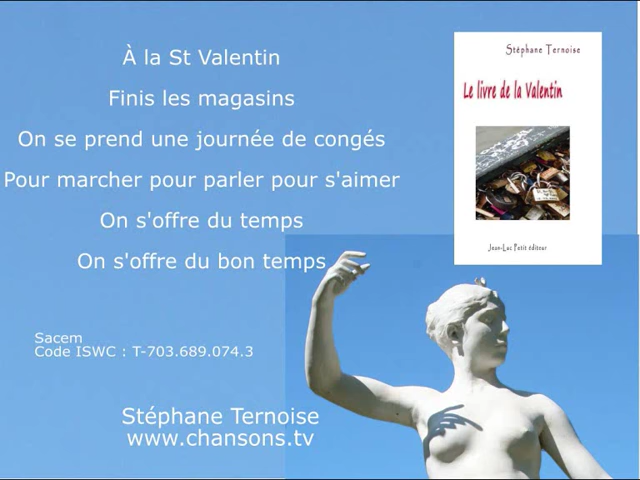 À la St Valentin
Finis les magasins
On se prend une journée de congés
Pour marcher pour parler pour s'aimer
On s'offre du temps
On s'offre du bon temps
Sacem
Code ISWC : T-703.689.074.3
Stéphane Ternoise
www.chansons.tv
Stéphane Ternoise
Le livre de la Valentin
Jean-Luc Petit éditeur